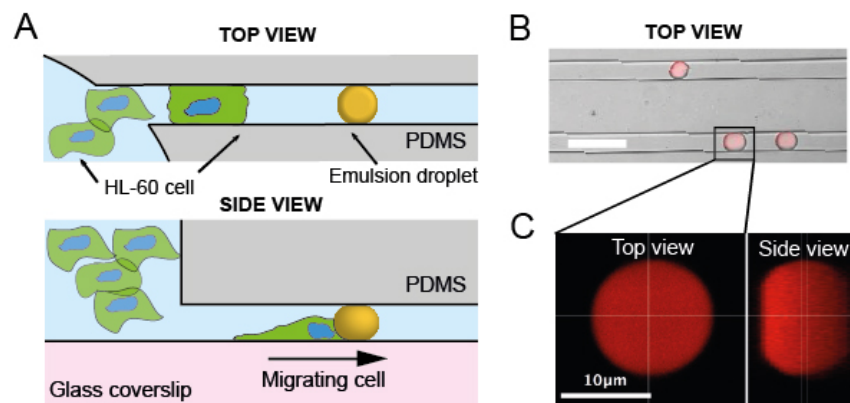 A
TOP VIEW
PDMS
HL-60 cell
Emulsion droplet
SIDE VIEW
PDMS
Glass coverslip
Migrating cell
B
TOP VIEW
C
Top view
Side view
10µm